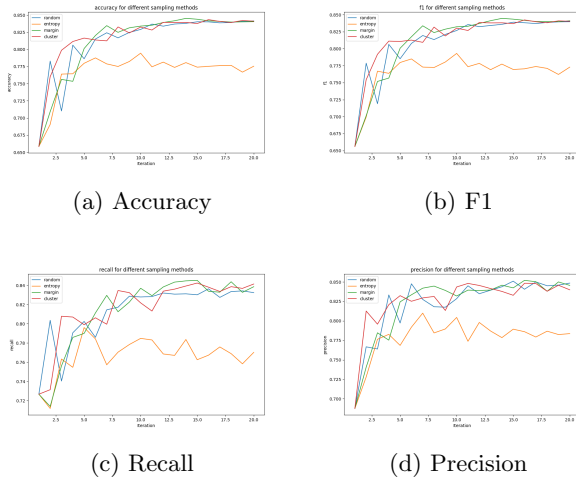 accuracy for different sampling methods
random
entropy
margin
cluster
0.850
0.825
0.800
0.775
0.750
0.725
0.700
0.675
0.650
accuracy
2.5 5.0 7.5 10.0 12.5 15.0 17.5 20.0
iteration
(a) Accuracy
f1 for different sampling methods
random
entropy
margin
cluster
0.850
0.825
0.800
0.775
0.750
0.725
0.700
0.675
0.650
f1
2.5 5.0 7.5 10.0 12.5 15.0 17.5 20.0
iteration
(b) F1
recall for different sampling methods
random
entropy
margin
cluster
0.84
0.82
0.80
0.78
0.76
0.74
0.72
recall
2.5 5.0 7.5 10.0 12.5 15.0 17.5 20.0
iteration
(c) Recall
precision for different sampling methods
random
entropy
margin
cluster
0.850
0.825
0.800
0.775
0.750
0.725
0.700
precision
2.5 5.0 7.5 10.0 12.5 15.0 17.5 20.0
iteration
(d) Precision